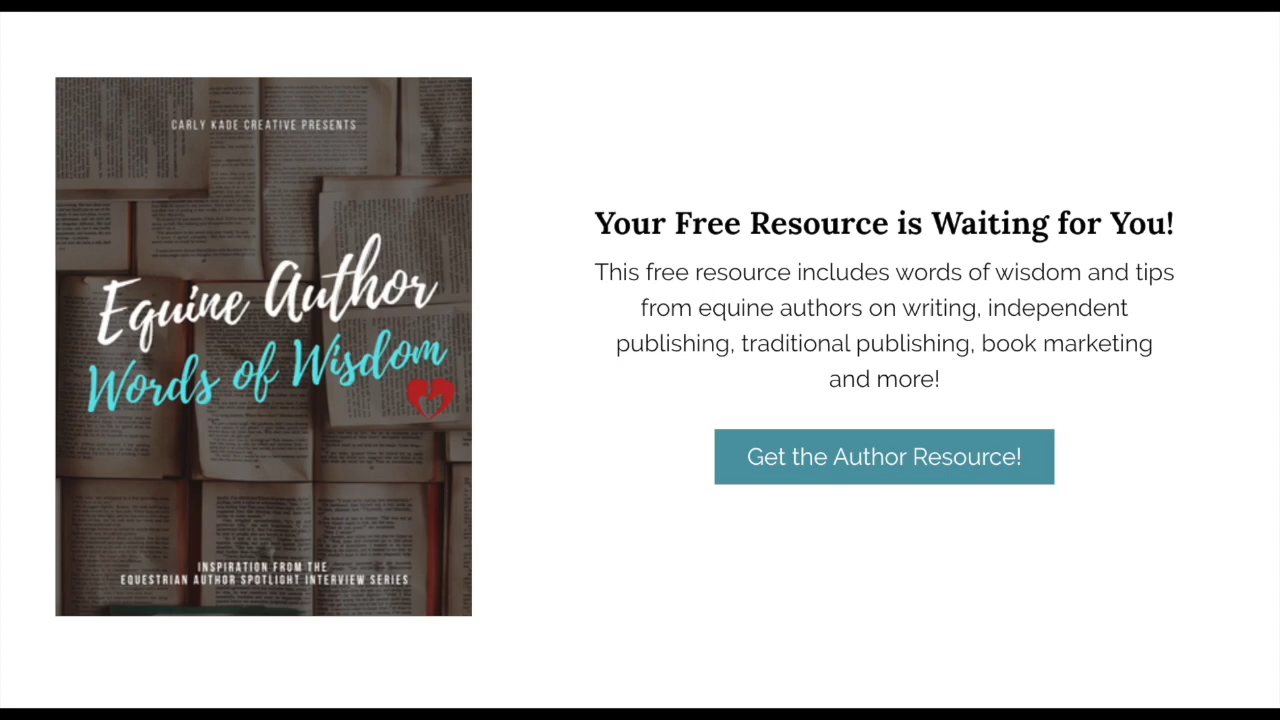 CARLY KADE CREATIVE PRESENTS
Equine Author
Words of Wisdom
INSPIRATION FROM THE
EQUESTRIAN AUTHOR SPOTLIGHT INTERVIEW SERIES
Your Free Resource is Waiting for You!
This free resource includes words of wisdom and tips
from equine authors on writing, independent
publishing, traditional publishing, book marketing
and more!
Get the Author Resource!